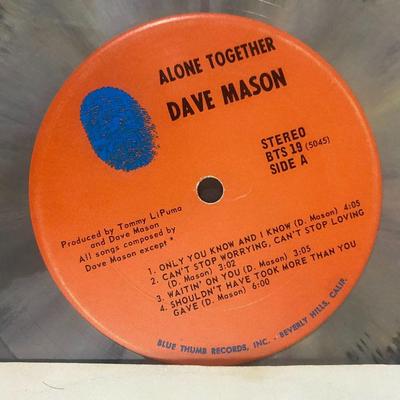 ALONE TOGETHER
DAVE MASON
STEREO
BTS 19 (5045)
SIDE A
Produced by Tommy LiPuma
and Dave Mason
All songs composed by
Dave Mason except *
1. ONLY YOU KNOW AND I KNOW (D. Mason) 4:05
2. CAN'T STOP WORRYING, CAN'T STOP LOVING
(D. Mason) 3:02
3. WAITIN' ON YOU (D. Mason) 3:05
4. SHOULDN'T HAVE TOOK MORE THAN YOU
GAVE (D. Mason) 6:00
BLUE THUMB RECORDS, INC. · BEVERLY HILLS, CALIF.